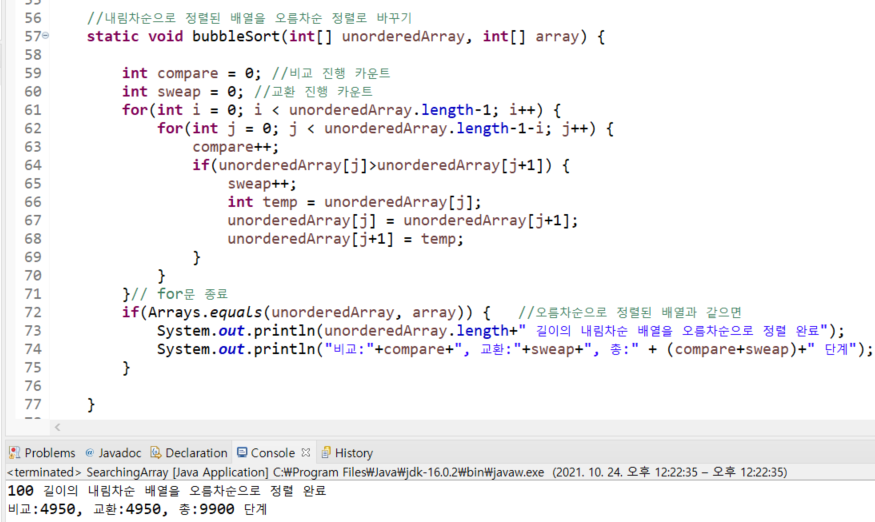 56 //내림차순으로 정렬된 배열을 오름차순 정렬로 바꾸기
57 static void bubbleSort(int[] unorderedArray, int[] array) {
58
59 int compare = 0; //비교 진행 카운트
60 int sweap = 0; //교환 진행 카운트
61 for(int i = 0; i < unorderedArray.length-1; i++) {
62 for(int j = 0; j < unorderedArray.length-1-i; j++) {
63 compare++;
64 if(unorderedArray[j]>unorderedArray[j+1]) {
65 sweap++;
66 int temp = unorderedArray[j];
67 unorderedArray[j] = unorderedArray[j+1];
68 unorderedArray[j+1] = temp;
69 }
70 }
71 }// for문 종료
72 if(Arrays.equals(unorderedArray, array)) { //오름차순으로 정렬된 배열과 같으면
73 System.out.println(unorderedArray.length+" 길이의 내림차순 배열을 오름차순으로 정렬 완료");
74 System.out.println("비교:"+compare+", 교환:"+sweap+", 총:" + (compare+sweap)+" 단계");
75 }
76
77 }
Problems Javadoc Declaration Console History
<terminated> SearchingArray [Java Application] C:₩Program Files₩Java₩jdk-16.0.2₩bin₩javaw.exe (2021. 10. 24. 오후 12:22:35 – 오후 12:22:35)
100 길이의 내림차순 배열을 오름차순으로 정렬 완료
비교:4950, 교환:4950, 총:9900 단계